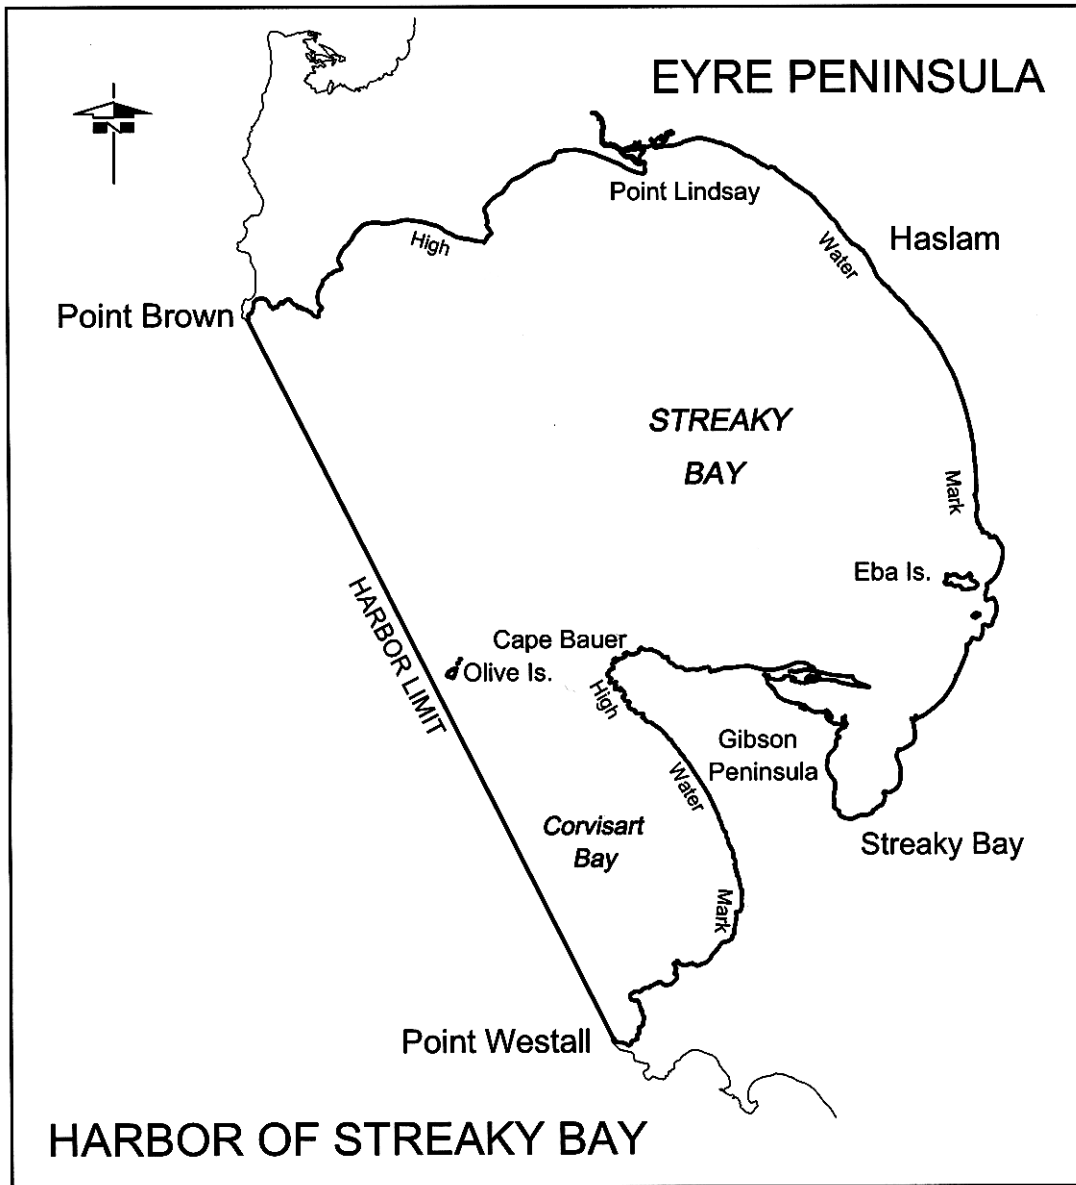 EYRE PENINSULA
N
Point Lindsay
Haslam
High
Water
Point Brown
STREAKY
BAY
Mark
Eba Is.
HARBOR LIMIT
Cape Bauer
Olive Is.
High
Gibson
Peninsula
Water
Corvisart
Bay
Streaky Bay
Mark
Point Westall
HARBOR OF STREAKY BAY